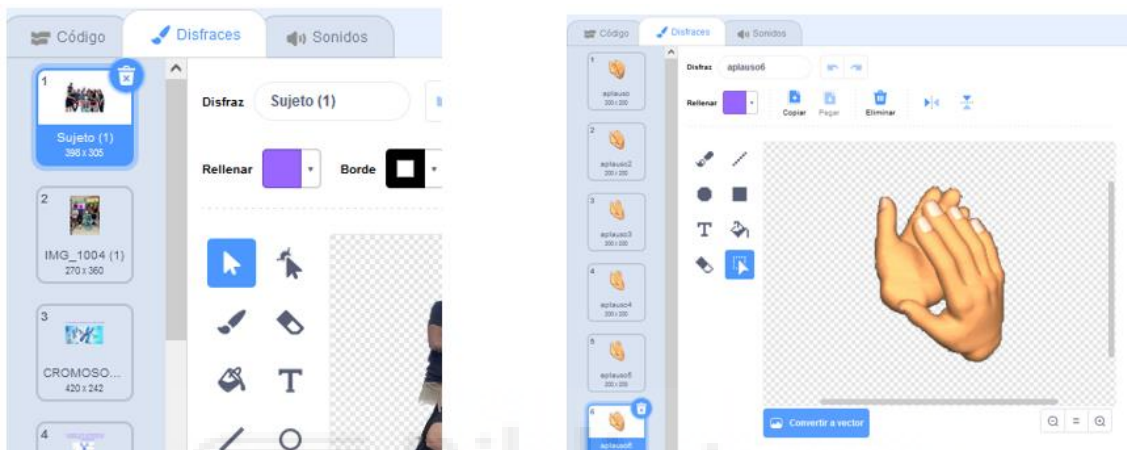 Código
Disfraces
Sonidos
1
Sujeto (1)
398 x 305
2
IMG_1004 (1)
270 x 360
3
CROMOSO...
420 x 242
4
Disfraz
Sujeto (1)
Rellenar
Borde
T
Código
Disfraces
Sonidos
1
aplauso
200 x 200
2
aplauso2
200 x 200
3
aplauso3
200 x 200
4
aplauso4
200 x 200
5
aplauso5
200 x 200
6
aplauso6
Disfraz
aplauso6
Rellenar
Copiar
Pegar
Eliminar
T
Convertir a vector
=